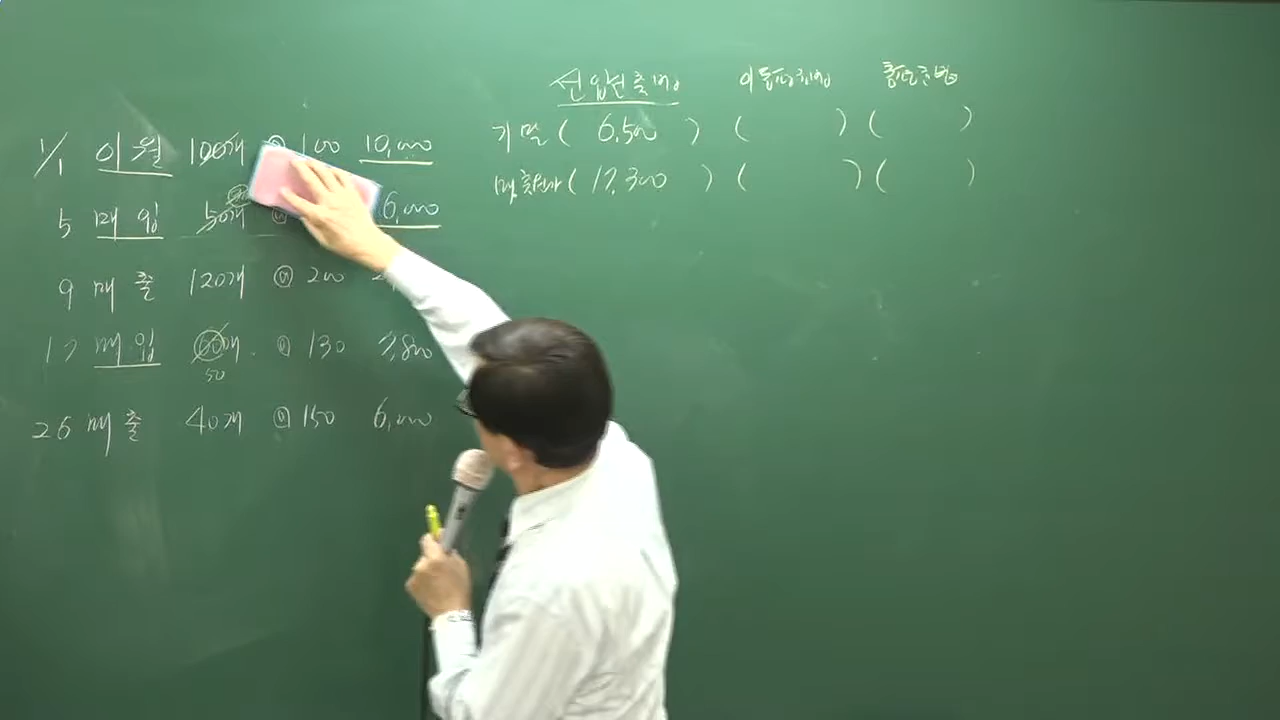 선입선출법 이동평균법 총평균법
기말 ( 6,500 ) ( ) ( )
매출원가 ( 17,300 ) ( ) ( )
1/1 이월 100개 @ 100 10,000
5 매입 50개 @ 6,000
9 매출 120개 @ 200
17 매입 개 @ 130 7,800
50
26 매출 40개 @ 150 6,000